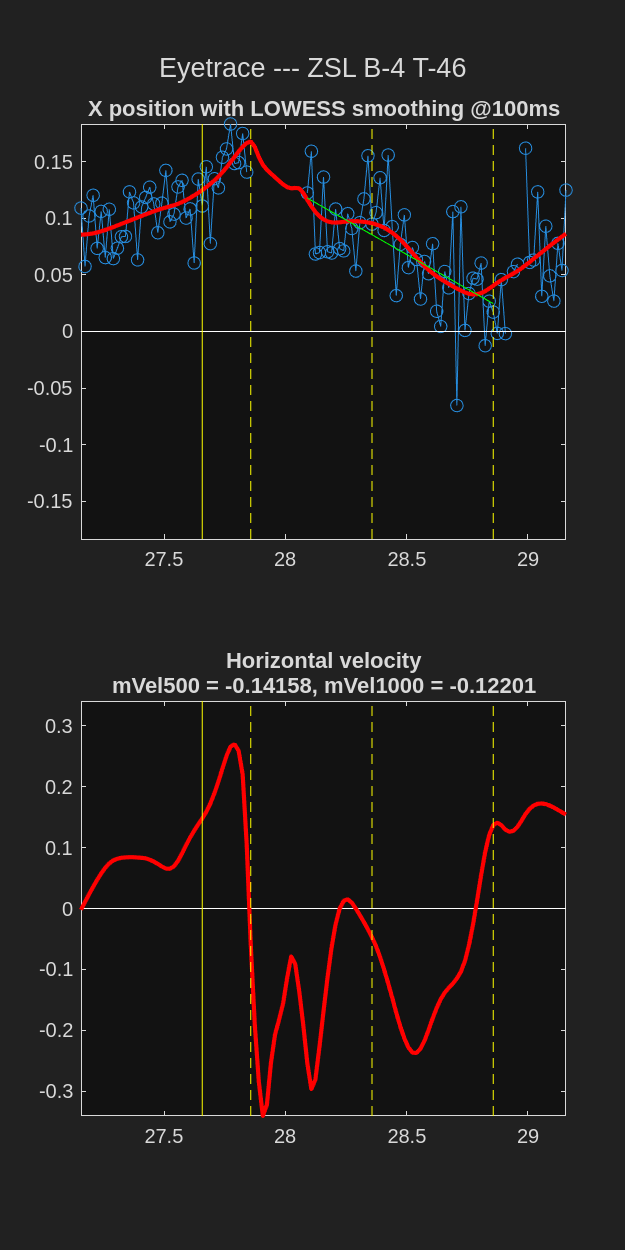 Eyetrace --- ZSL B-4 T-46
X position with LOWESS smoothing @100ms
0.15
0.1
0.05
0
-0.05
-0.1
-0.15
27.5 28 28.5 29
Horizontal velocity
mVel500 = -0.14158, mVel1000 = -0.12201
0.3
0.2
0.1
0
-0.1
-0.2
-0.3
27.5 28 28.5 29